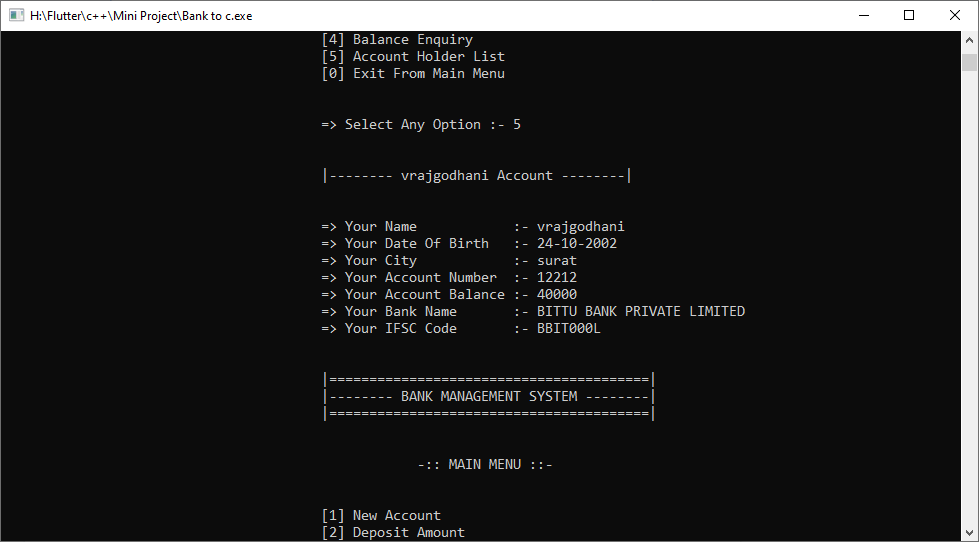 H:\Flutter\c++\Mini Project\Bank to c.exe
[4] Balance Enquiry
[5] Account Holder List
[0] Exit From Main Menu
=> Select Any Option :- 5
|-------- vrajgodhani Account --------|
=> Your Name            :- vrajgodhani
=> Your Date Of Birth   :- 24-10-2002
=> Your City            :- surat
=> Your Account Number  :- 12212
=> Your Account Balance :- 40000
=> Your Bank Name       :- BITTU BANK PRIVATE LIMITED
=> Your IFSC Code       :- BBIT000L
|========================================|
|-------- BANK MANAGEMENT SYSTEM --------|
|========================================|
-:: MAIN MENU ::-
[1] New Account
[2] Deposit Amount